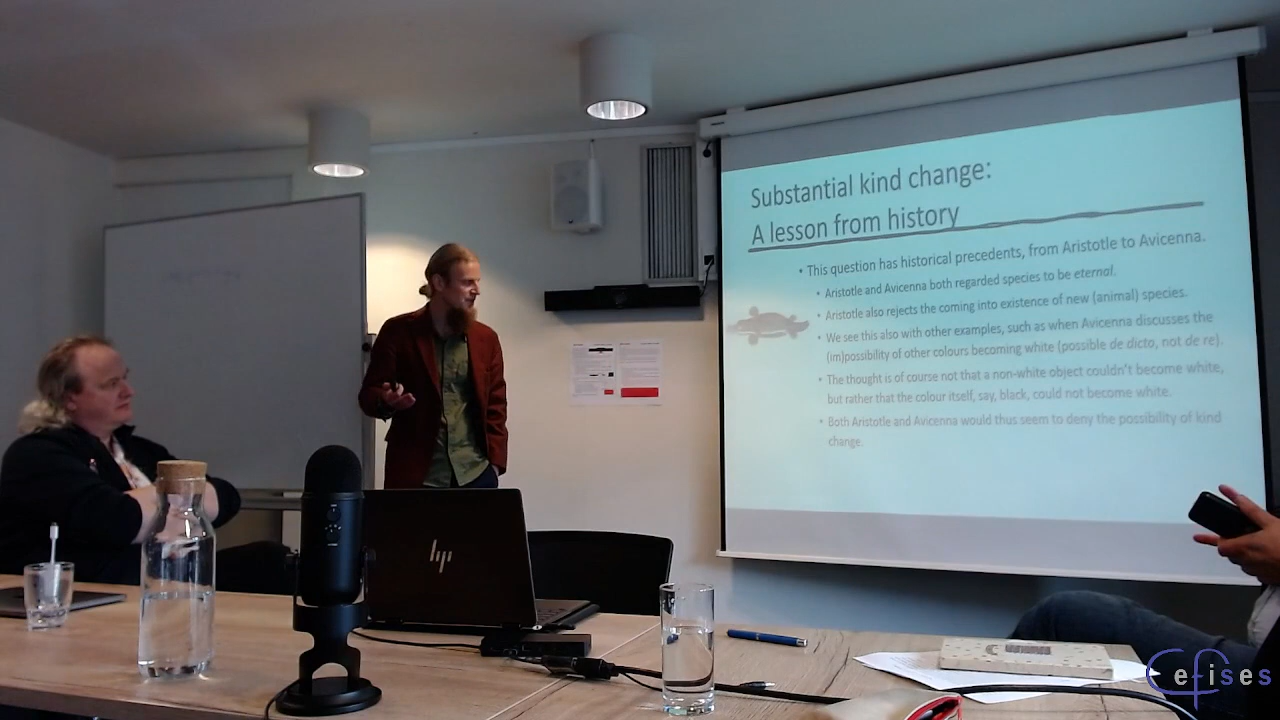 Substantial kind change:
A lesson from history
• This question has historical precedents, from Aristotle to Avicenna.
• Aristotle and Avicenna both regarded species to be eternal.
• Aristotle also rejects the coming into existence of new (animal) species.
• We see this also with other examples, such as when Avicenna discusses the
(im)possibility of other colours becoming white (possible de dicto, not de re).
• The thought is of course not that a non-white object couldn't become white,
but rather that the colour itself, say, black, could not become white.
• Both Aristotle and Avicenna would thus seem to deny the possibility of kind
change.
hp
Cefises